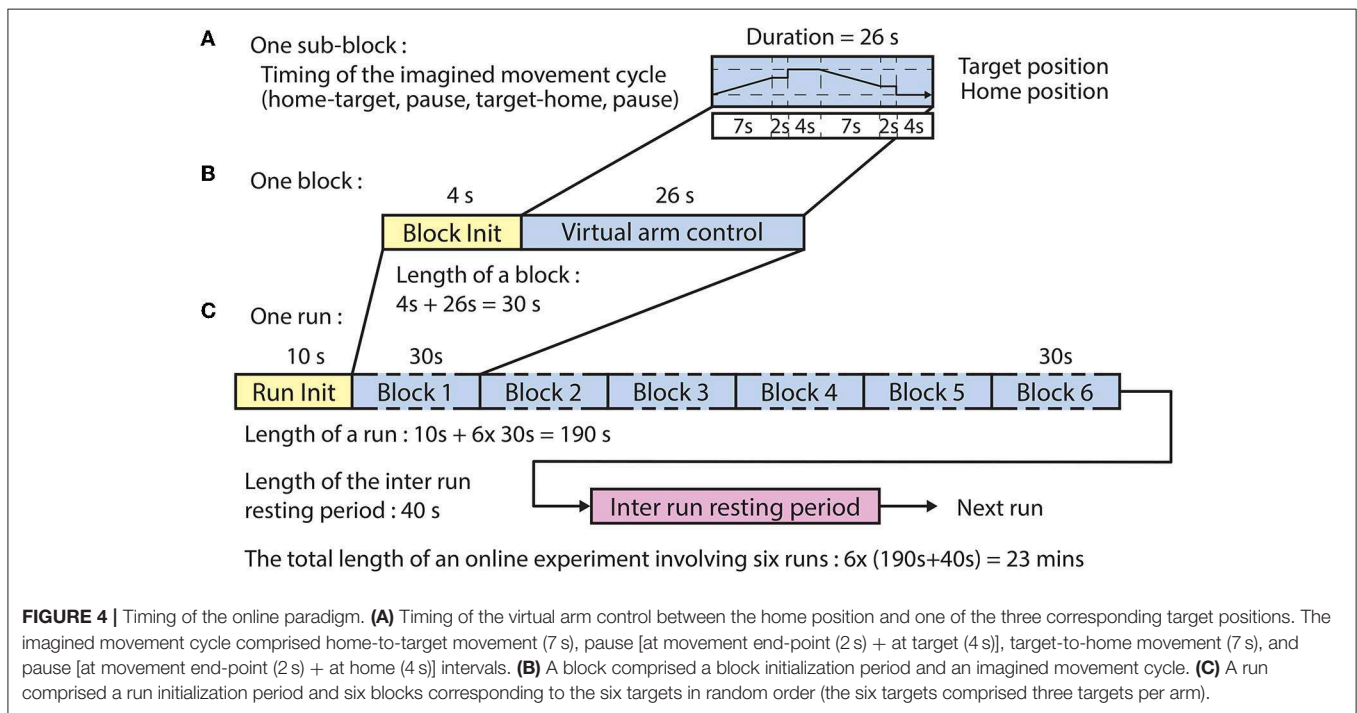 A
One sub-block :
Timing of the imagined movement cycle
(home-target, pause, target-home, pause)
Duration = 26 s
Target position
Home position
7s 2s 4s 7s 2s 4s
B
One block :
4 s
26 s
Block Init
Virtual arm control
Length of a block :
4s + 26s = 30 s
C
One run :
10 s
30s
30s
Run Init
Block 1
Block 2
Block 3
Block 4
Block 5
Block 6
Length of a run : 10s + 6x 30s = 190 s
Length of the inter run
resting period : 40 s
Inter run resting period
Next run
The total length of an online experiment involving six runs : 6x (190s+40s) = 23 mins
FIGURE 4 | Timing of the online paradigm. (A) Timing of the virtual arm control between the home position and one of the three corresponding target positions. The
imagined movement cycle comprised home-to-target movement (7 s), pause [at movement end-point (2 s) + at target (4 s)], target-to-home movement (7 s), and
pause [at movement end-point (2 s) + at home (4 s)] intervals. (B) A block comprised a block initialization period and an imagined movement cycle. (C) A run
comprised a run initialization period and six blocks corresponding to the six targets in random order (the six targets comprised three targets per arm).